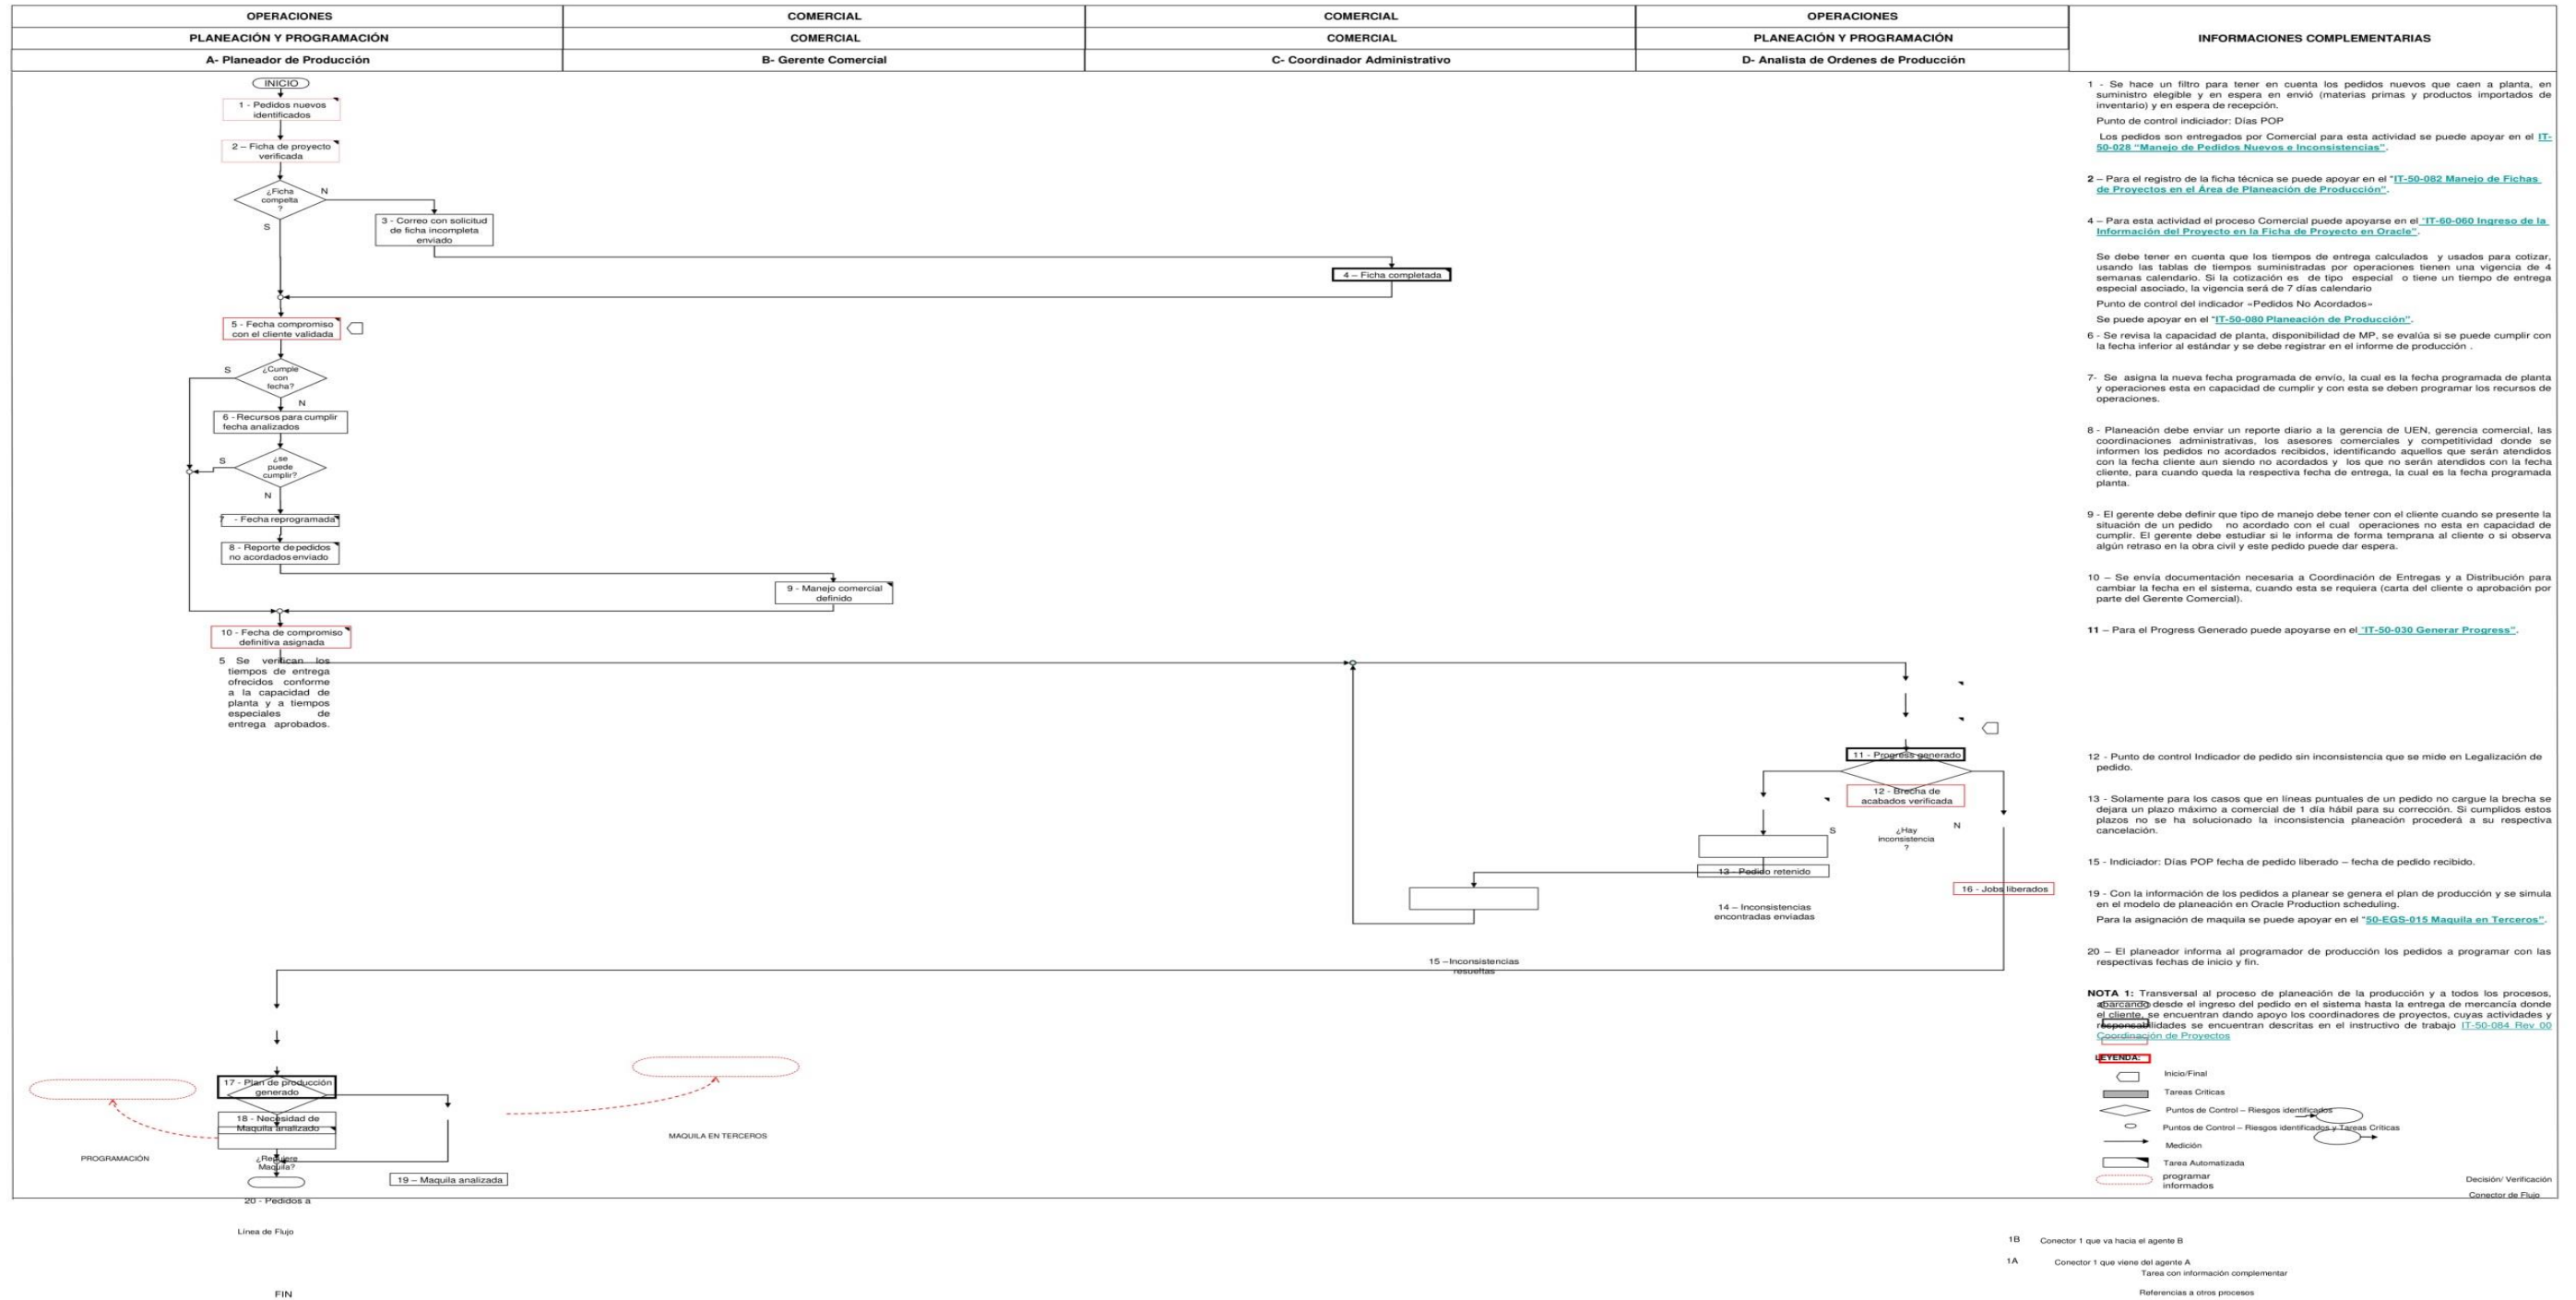 OPERACIONES
COMERCIAL
COMERCIAL
OPERACIONES
PLANEACIÓN Y PROGRAMACIÓN
COMERCIAL
COMERCIAL
PLANEACIÓN Y PROGRAMACIÓN
INFORMACIONES COMPLEMENTARIAS
A- Planeador de Producción
B- Gerente Comercial
C- Coordinador Administrativo
D- Analista de Ordenes de Producción
INICIO
1 - Pedidos nuevos
identificados
2 – Ficha de proyecto
verificada
¿Ficha
compelta
?
N
S
3 - Correo con solicitud
de ficha incompleta
enviado
4 – Ficha completada
5 - Fecha compromiso
con el cliente validada
¿Cumple
con
fecha?
S
N
6 - Recursos para cumplir
fecha analizados
¿se
puede
cumplir?
S
N
7 - Fecha reprogramada
8 - Reporte de pedidos
no acordados enviado
9 - Manejo comercial
definido
10 - Fecha de compromiso
definitiva asignada
5 Se verifican los
tiempos de entrega
ofrecidos conforme
a la capacidad de
planta y a tiempos
especiales de
entrega aprobados.
11 - Progress generado
12 - Brecha de
acabados verificada
¿Hay
inconsistencia
?
S
N
13 - Pedido retenido
14 – Inconsistencias
encontradas enviadas
16 - Jobs liberados
15 –Inconsistencias
resueltas
17 - Plan de producción
generado
18 - Necesidad de
Maquila analizado
¿Requiere
Maquila?
PROGRAMACIÓN
MAQUILA EN TERCEROS
19 – Maquila analizada
20 - Pedidos a
Línea de Flujo
FIN
1 - Se hace un filtro para tener en cuenta los pedidos nuevos que caen a planta, en
suministro elegible y en espera en envió (materias primas y productos importados de
inventario) y en espera de recepción.
Punto de control indiciador: Días POP
Los pedidos son entregados por Comercial para esta actividad se puede apoyar en el IT-
50-028 “Manejo de Pedidos Nuevos e Inconsistencias”.
2 – Para el registro de la ficha técnica se puede apoyar en el “IT-50-082 Manejo de Fichas
de Proyectos en el Área de Planeación de Producción”.
4 – Para esta actividad el proceso Comercial puede apoyarse en el “IT-60-060 Ingreso de la
Información del Proyecto en la Ficha de Proyecto en Oracle”.
Se debe tener en cuenta que los tiempos de entrega calculados y usados para cotizar,
usando las tablas de tiempos suministradas por operaciones tienen una vigencia de 4
semanas calendario. Si la cotización es de tipo especial o tiene un tiempo de entrega
especial asociado, la vigencia será de 7 días calendario
Punto de control del indicador «Pedidos No Acordados»
Se puede apoyar en el “IT-50-080 Planeación de Producción”.
6 - Se revisa la capacidad de planta, disponibilidad de MP, se evalúa si se puede cumplir con
la fecha inferior al estándar y se debe registrar en el informe de producción .
7- Se asigna la nueva fecha programada de envío, la cual es la fecha programada de planta
y operaciones esta en capacidad de cumplir y con esta se deben programar los recursos de
operaciones.
8 - Planeación debe enviar un reporte diario a la gerencia de UEN, gerencia comercial, las
coordinaciones administrativas, los asesores comerciales y competitividad donde se
informen los pedidos no acordados recibidos, identificando aquellos que serán atendidos
con la fecha cliente aun siendo no acordados y los que no serán atendidos con la fecha
cliente, para cuando queda la respectiva fecha de entrega, la cual es la fecha programada
planta.
9 - El gerente debe definir que tipo de manejo debe tener con el cliente cuando se presente la
situación de un pedido no acordado con el cual operaciones no esta en capacidad de
cumplir. El gerente debe estudiar si le informa de forma temprana al cliente o si observa
algún retraso en la obra civil y este pedido puede dar espera.
10 – Se envía documentación necesaria a Coordinación de Entregas y a Distribución para
cambiar la fecha en el sistema, cuando esta se requiera (carta del cliente o aprobación por
parte del Gerente Comercial).
11 – Para el Progress Generado puede apoyarse en el “IT-50-030 Generar Progress”.
12 - Punto de control Indicador de pedido sin inconsistencia que se mide en Legalización de
pedido.
13 - Solamente para los casos que en líneas puntuales de un pedido no cargue la brecha se
dejara un plazo máximo a comercial de 1 día hábil para su corrección. Si cumplidos estos
plazos no se ha solucionado la inconsistencia planeación procederá a su respectiva
cancelación.
15 - Indiciador: Días POP fecha de pedido liberado – fecha de pedido recibido.
19 - Con la información de los pedidos a planear se genera el plan de producción y se simula
en el modelo de planeación en Oracle Production scheduling.
Para la asignación de maquila se puede apoyar en el “50-EGS-015 Maquila en Terceros”.
20 – El planeador informa al programador de producción los pedidos a programar con las
respectivas fechas de inicio y fin.
NOTA 1: Transversal al proceso de planeación de la producción y a todos los procesos,
abarcando desde el ingreso del pedido en el sistema hasta la entrega de mercancía donde
el cliente, se encuentran dando apoyo los coordinadores de proyectos, cuyas actividades y
responsabilidades se encuentran descritas en el instructivo de trabajo IT-50-084 Rev 00
Coordinación de Proyectos
LEYENDA:
Inicio/Final
Tareas Críticas
Puntos de Control – Riesgos identificados
Puntos de Control – Riesgos identificados y Tareas Críticas
Medición
Tarea Automatizada
programar
informados
Decisión/ Verificación
Conector de Flujo
1B Conector 1 que va hacia el agente B
1A Conector 1 que viene del agente A
Tarea con información complementar
Referencias a otros procesos